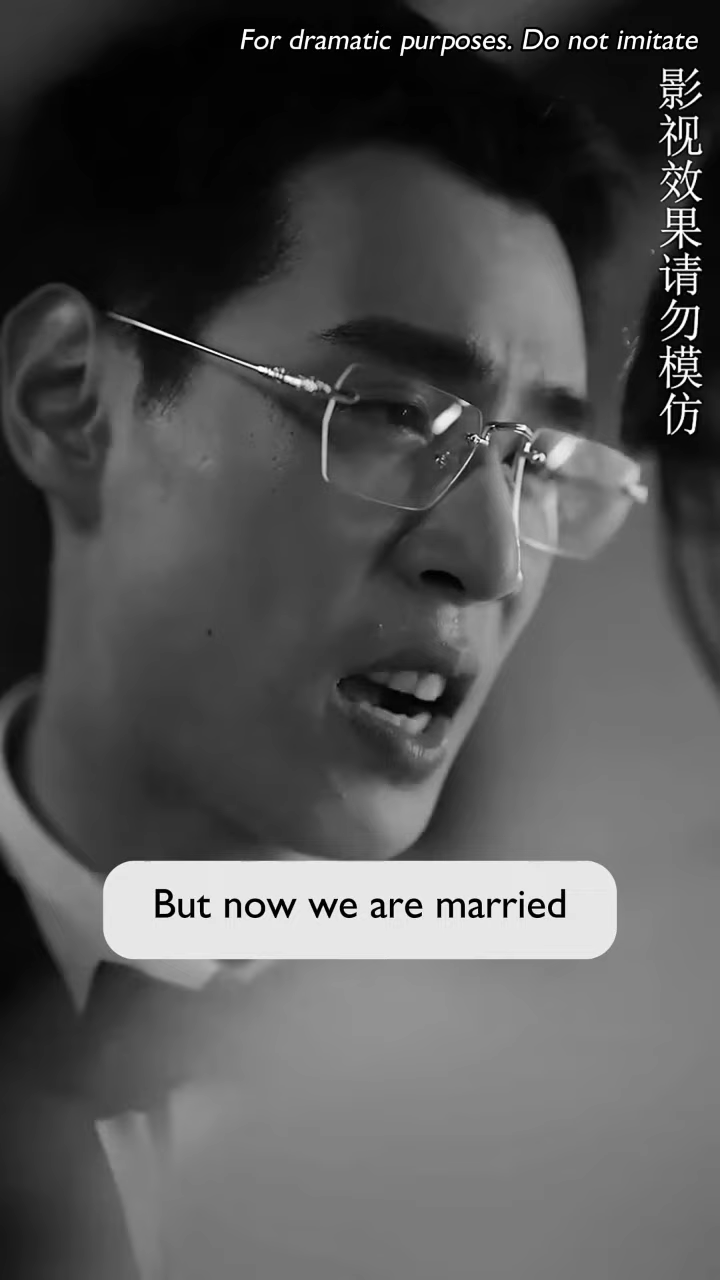 For dramatic purposes. Do not imitate
影视效果请勿模仿
But now we are married